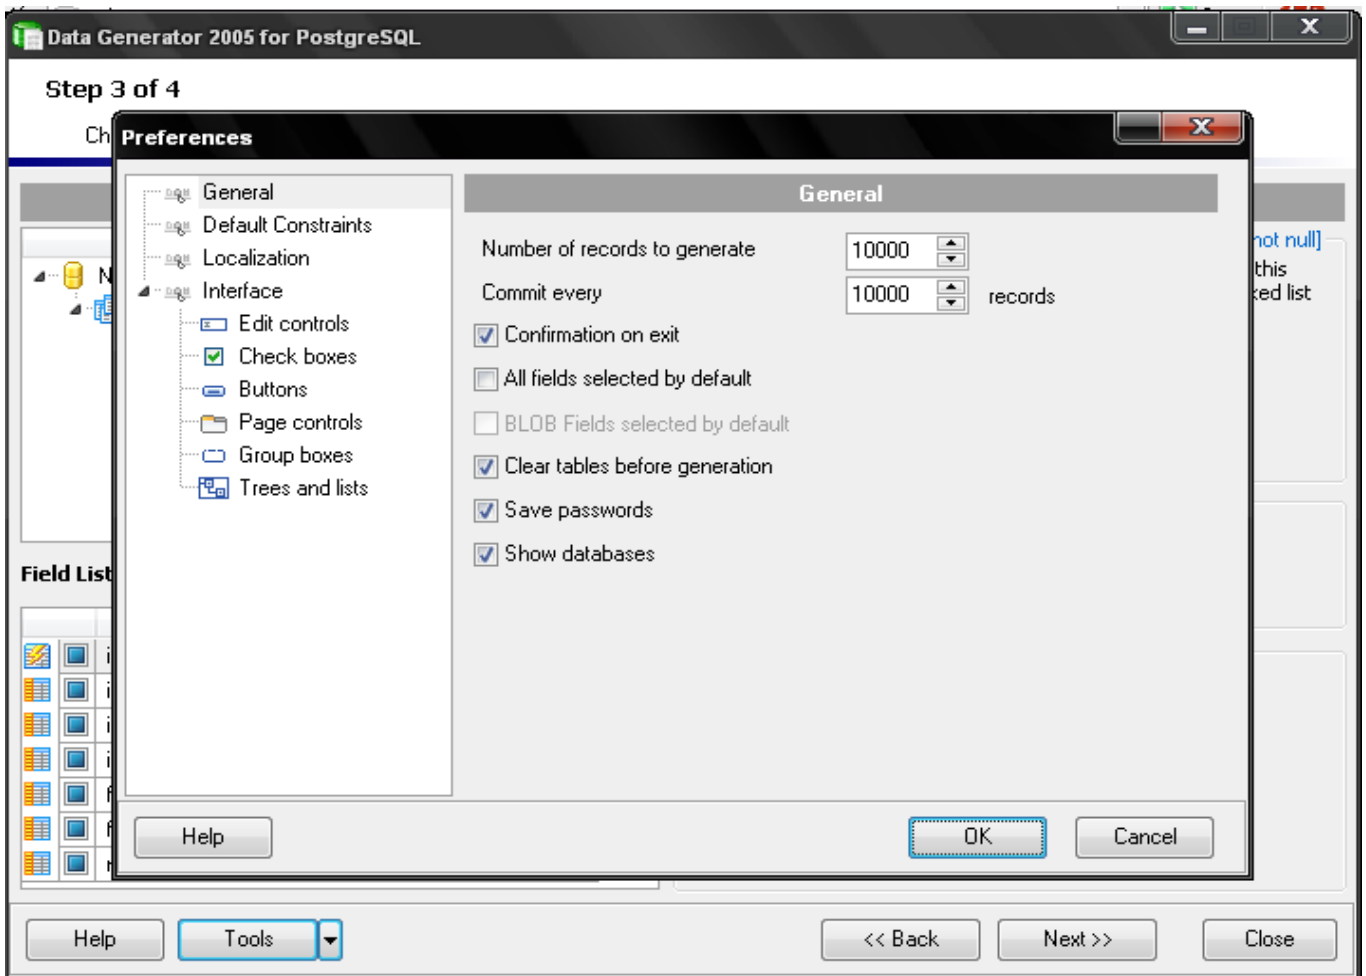 Data Generator 2005 for PostgreSQL
Step 3 of 4
Preferences
General
Default Constraints
Localization
Interface
Edit controls
Check boxes
Buttons
Page controls
Group boxes
Trees and lists
General
Number of records to generate 10000
Commit every 10000 records
Confirmation on exit
All fields selected by default
BLOB Fields selected by default
Clear tables before generation
Save passwords
Show databases
Help OK Cancel
not null]
this
list
Field List
Help Tools << Back Next >> Close